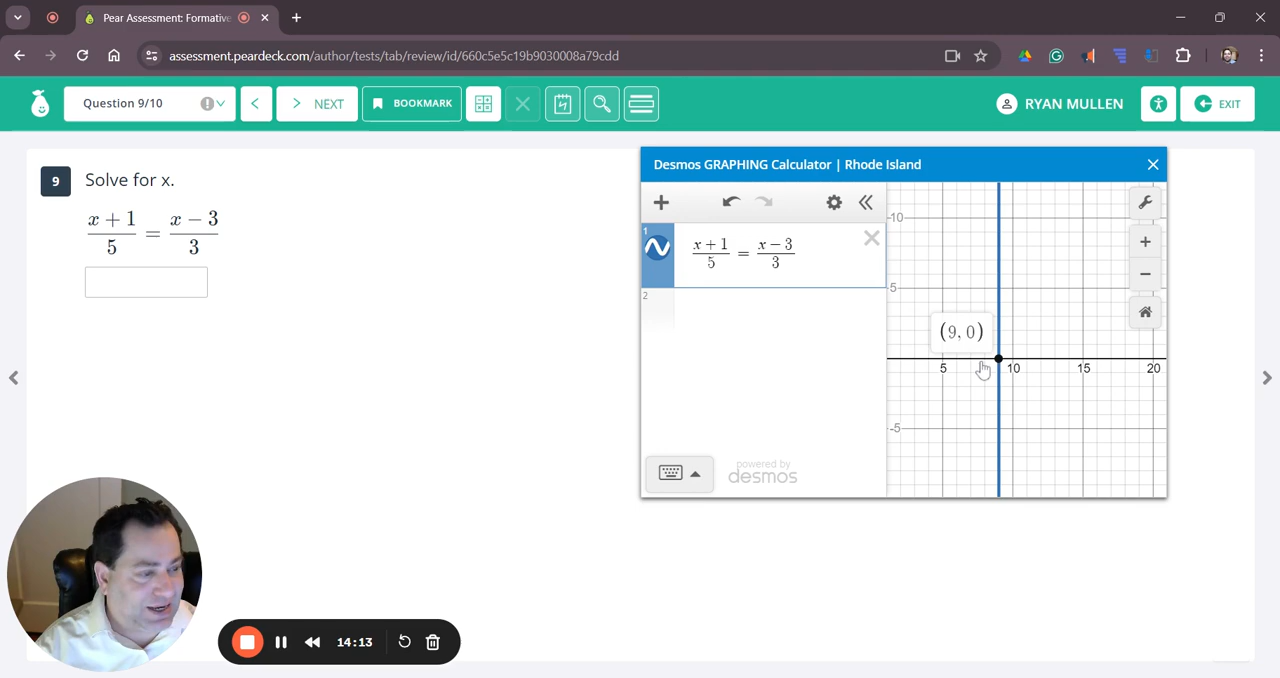 Pear Assessment: Formative
assessment.peardeck.com/author/tests/tab/review/id/660c5e5c19b9030008a79cdd
Question 9/10
NEXT
BOOKMARK
RYAN MULLEN
EXIT
9 Solve for x.
x + 1 / 5 = x − 3 / 3
Desmos GRAPHING Calculator | Rhode Island
1
x + 1 / 5 = x − 3 / 3
2
powered by
desmos
10
5
(9, 0)
5 10 15 20
-5
14:13